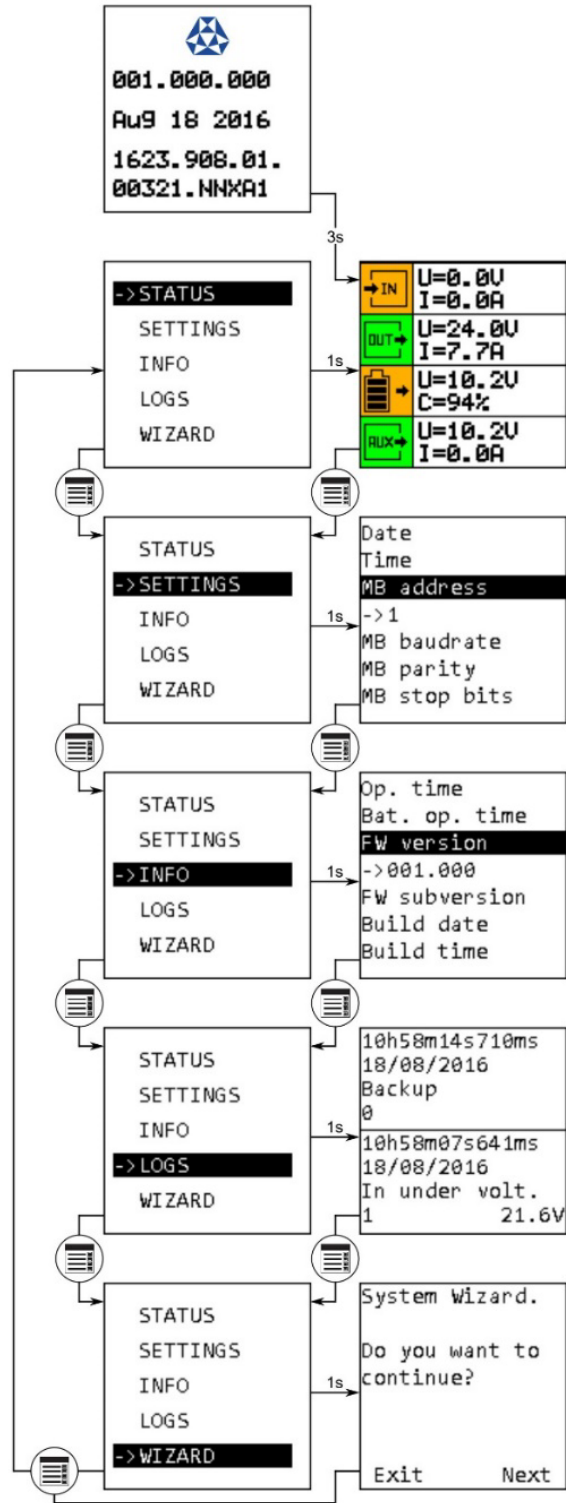 001.000.000
Aug 18 2016
1623.908.01.
00321.NNXA1
3s
->STATUS
SETTINGS
INFO
LOGS
WIZARD
1s
IN
U=0.0V
I=0.0A
OUT
U=24.0V
I=7.7A
U=10.2V
C=94%
AUX
U=10.2V
I=0.0A
STATUS
->SETTINGS
INFO
LOGS
WIZARD
1s
Date
Time
MB address
->1
MB baudrate
MB parity
MB stop bits
STATUS
SETTINGS
->INFO
LOGS
WIZARD
1s
Op. time
Bat. op. time
FW version
->001.000
FW subversion
Build date
Build time
STATUS
SETTINGS
INFO
->LOGS
WIZARD
1s
10h58m14s710ms
18/08/2016
Backup
0
10h58m07s641ms
18/08/2016
In under volt.
1 21.6V
STATUS
SETTINGS
INFO
LOGS
->WIZARD
1s
System Wizard.
Do you want to
continue?
Exit Next